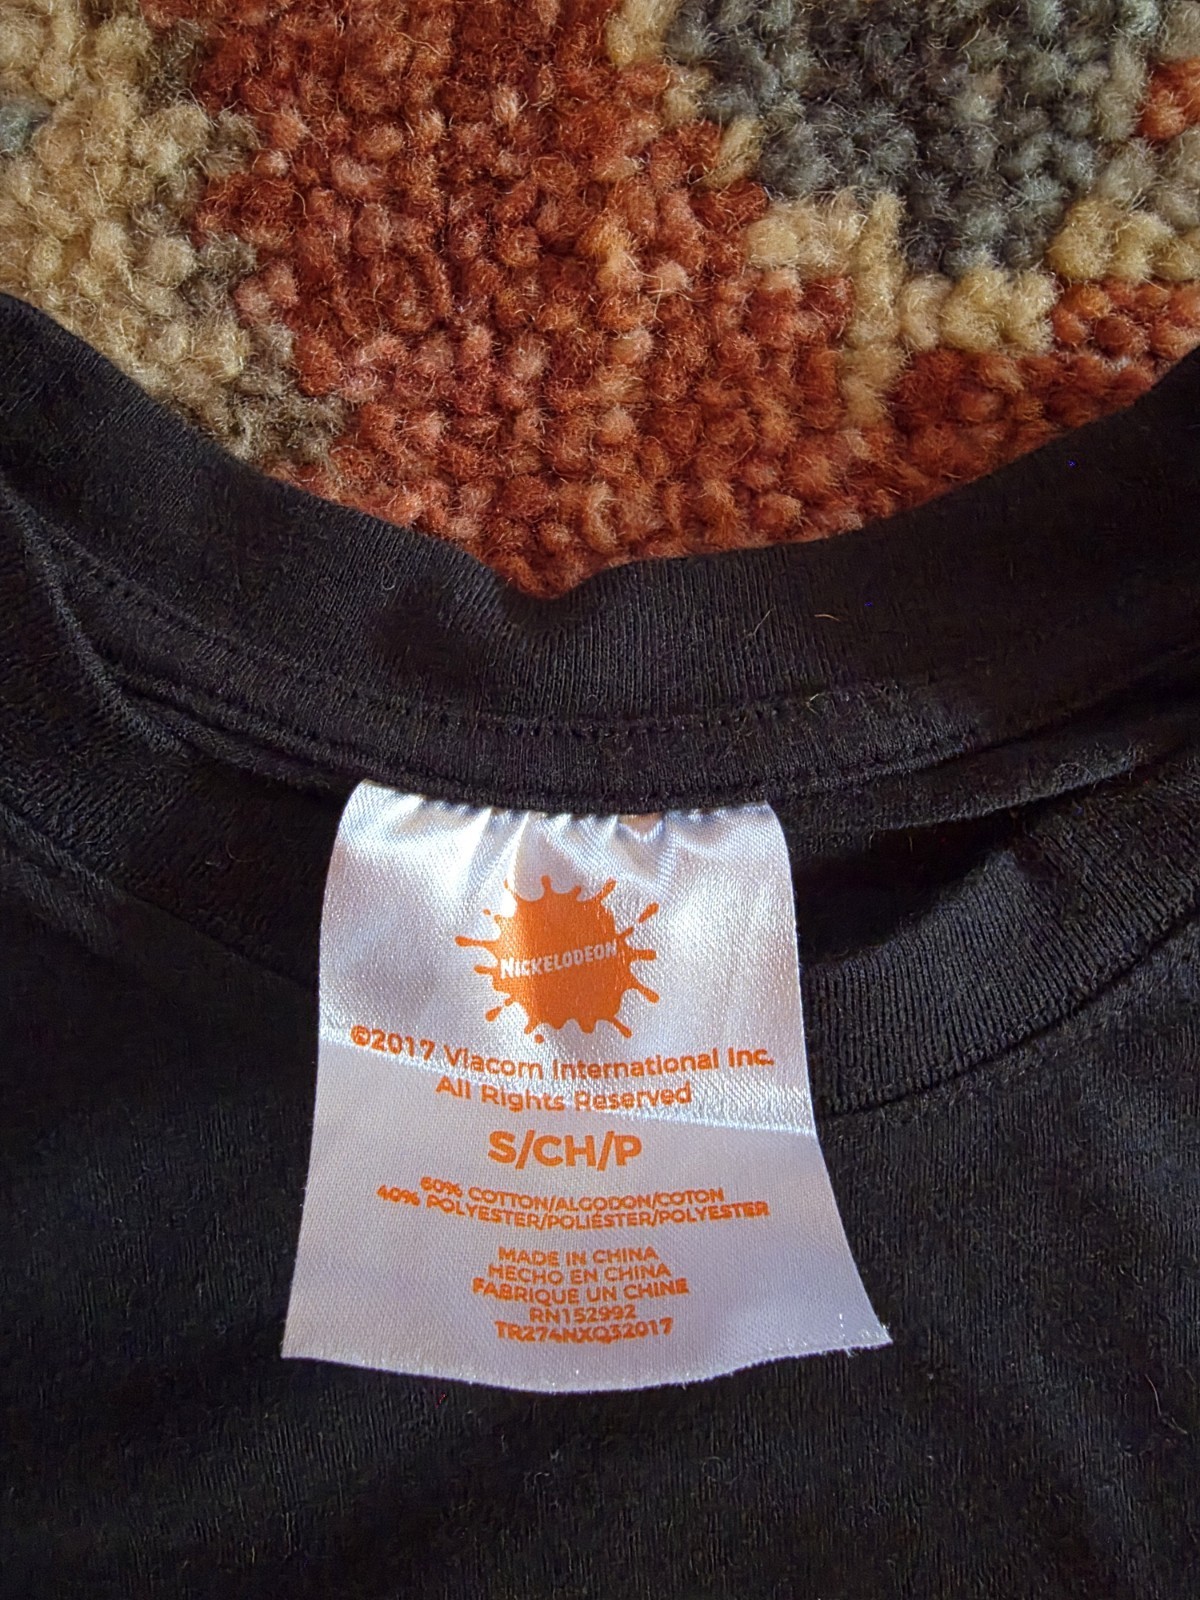 NICKELODEON
©2017 Viacom International Inc.
All Rights Reserved
S/CH/P
60% COTTON/ALGODON/COTON
40% POLYESTER/POLIÉSTER/POLYESTER
MADE IN CHINA
HECHO EN CHINA
FABRIQUE UN CHINE
RN152992
TR274NXQ32017